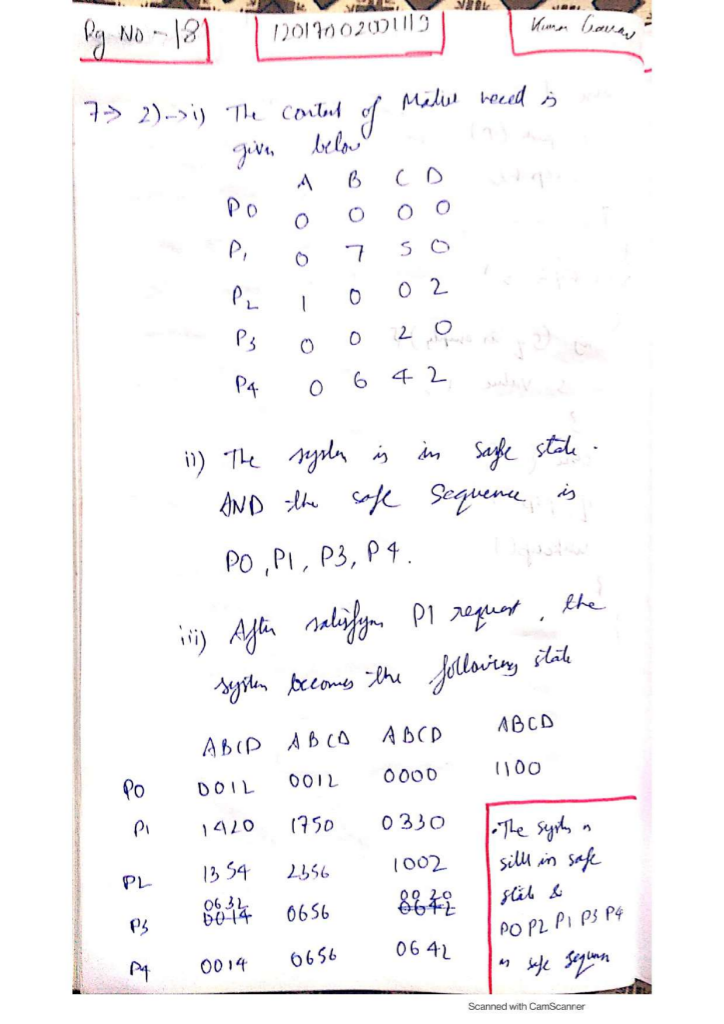 Pg No - 18
12017002002119
Kumar Gaurav
7⇒ 2)→i) The content of Matrix need is
given below
A B C D
P0 0 0 0 0
P1 0 7 5 0
P2 1 0 0 2
P3 0 0 2 0
P4 0 6 4 2
ii) The system is in safe state.
AND the safe sequence is
P0, P1, P3, P4.
iii) After satisfyn P1 request, the
system becomes the following state
ABCD ABCD ABCD ABCD
P0 0012 0012 0000 1100
P1 1420 1750 0330
P2 1354 2356 1002
0632 0020
P3 0014 0656 0642
P4 0014 0656 0642
• The syst n
still in safe
state &
P0 P2 P1 P3 P4
is safe sequen
Scanned with CamScanner